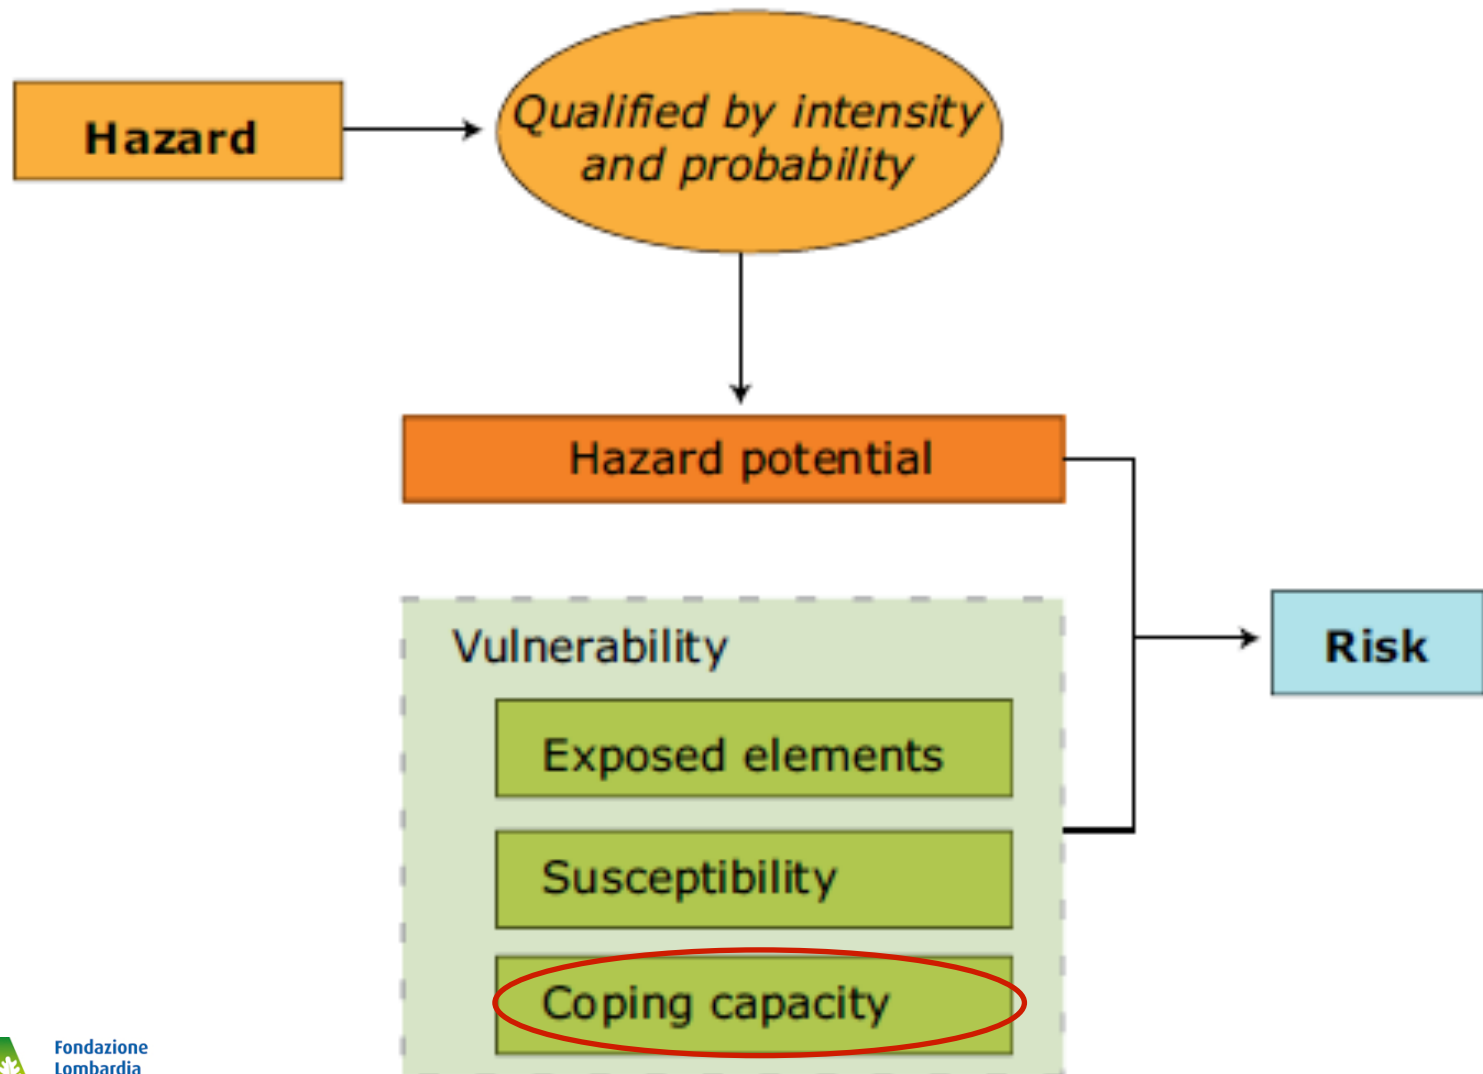 Hazard
Qualified by intensity
and probability
Hazard potential
Vulnerability
Exposed elements
Susceptibility
Coping capacity
Risk
Fondazione
Lombardia